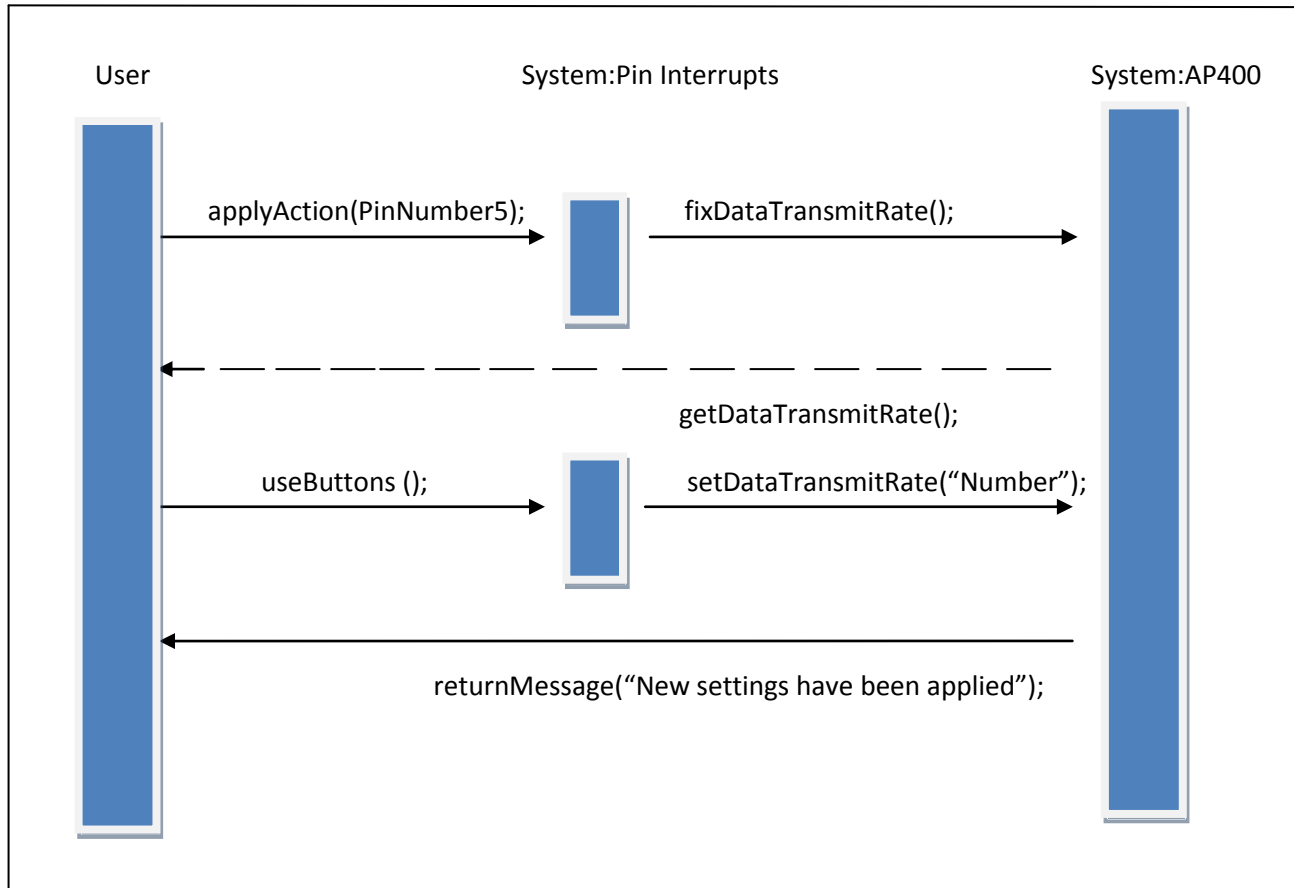 User
System:Pin Interrupts
System:AP400
applyAction(PinNumber5);
fixDataTransmitRate();
getDataTransmitRate();
useButtons ();
setDataTransmitRate(“Number”);
returnMessage(“New settings have been applied”);